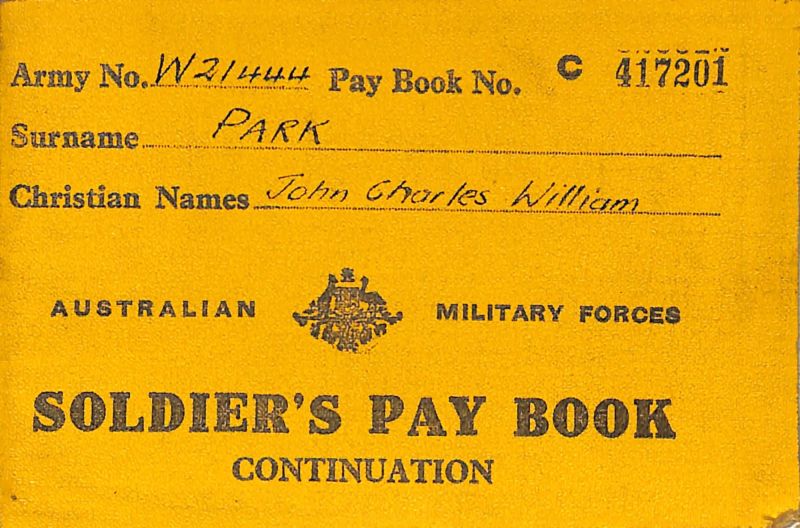 Army No. W21444 Pay Book No. C 417201
Surname PARK
Christian Names John Charles William
AUSTRALIAN MILITARY FORCES
SOLDIER'S PAY BOOK
CONTINUATION